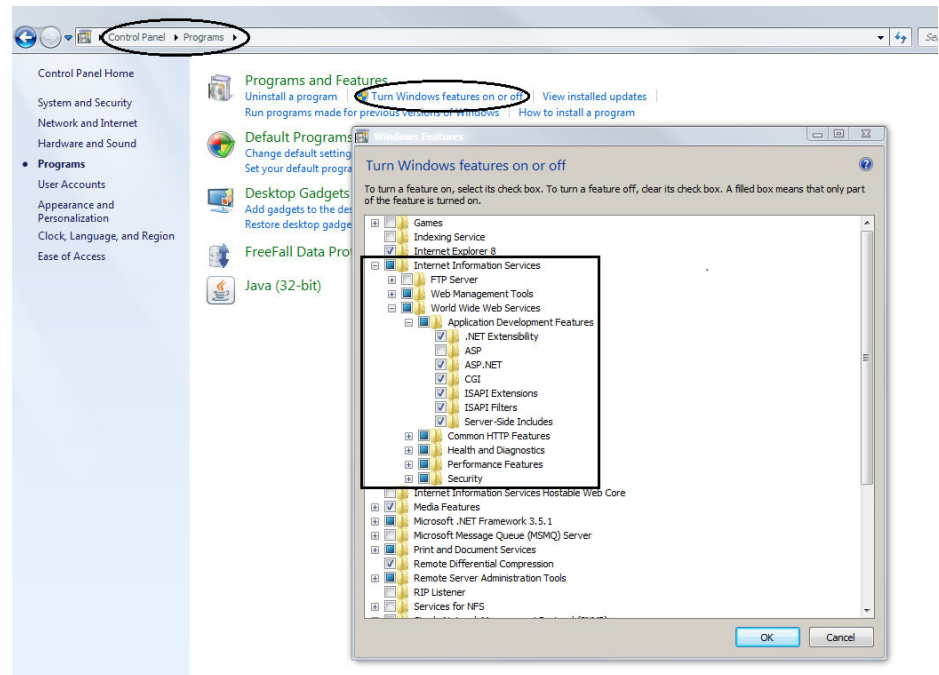 Control Panel ▸ Programs ▸
Control Panel Home
System and Security
Network and Internet
Hardware and Sound
Programs
User Accounts
Appearance and
Personalization
Clock, Language, and Region
Ease of Access
Programs and Features
Uninstall a program
Turn Windows features on or off
View installed updates
Run programs made for previous versions of Windows
How to install a program
Default Programs
Change default setting
Set your default progra
Desktop Gadgets
Add gadgets to the des
Restore desktop gadge
FreeFall Data Prot
Java (32-bit)
Windows Features
Turn Windows features on or off
To turn a feature on, select its check box. To turn a feature off, clear its check box. A filled box means that only part
of the feature is turned on.
Games
Indexing Service
Internet Explorer 8
Internet Information Services
FTP Server
Web Management Tools
World Wide Web Services
Application Development Features
.NET Extensibility
ASP
ASP.NET
CGI
ISAPI Extensions
ISAPI Filters
Server-Side Includes
Common HTTP Features
Health and Diagnostics
Performance Features
Security
Internet Information Services Hostable Web Core
Media Features
Microsoft .NET Framework 3.5.1
Microsoft Message Queue (MSMQ) Server
Print and Document Services
Remote Differential Compression
Remote Server Administration Tools
RIP Listener
Services for NFS
OK
Cancel